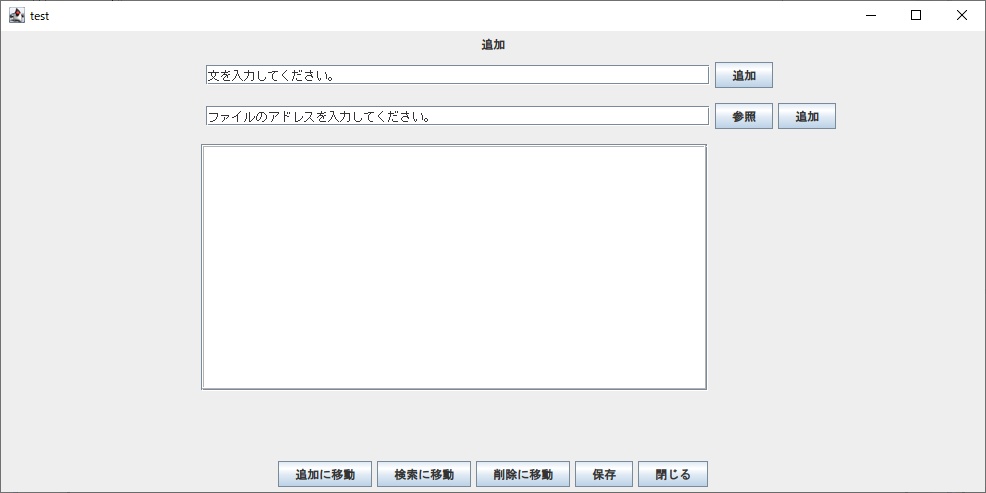 test
追加
文を入力してください。 追加
ファイルのアドレスを入力してください。 参照 追加
追加に移動 検索に移動 削除に移動 保存 閉じる